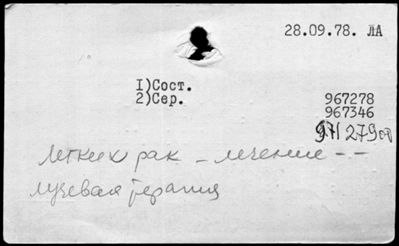 28.09.78. ЛА
I)Сост.
2)Сер.
967278
967346
легких рак – лечение --
лучевая терапия